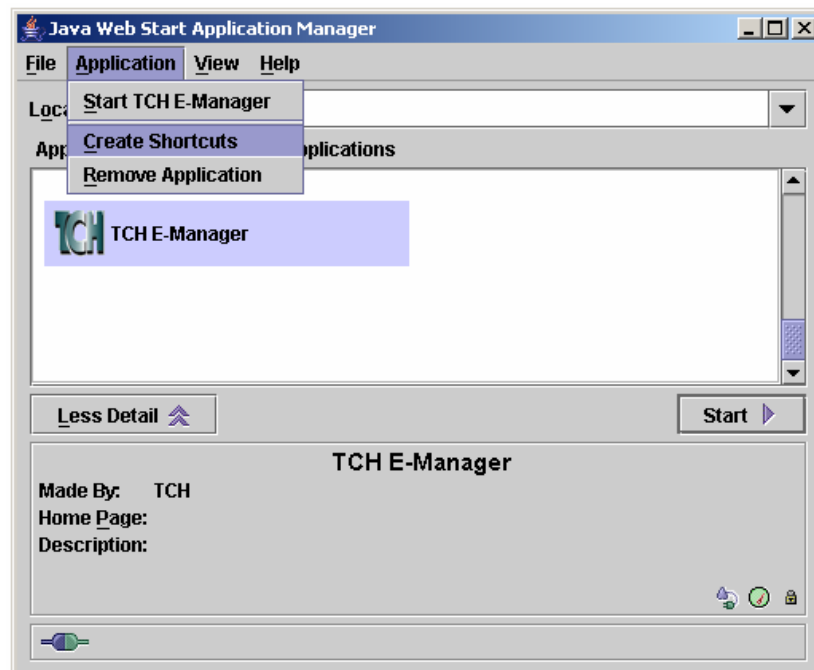 Java Web Start Application Manager
File Application View Help
Start TCH E-Manager
Create Shortcuts
Remove Application
TCH TCH E-Manager
Less Detail
Start
TCH E-Manager
Made By: TCH
Home Page:
Description: